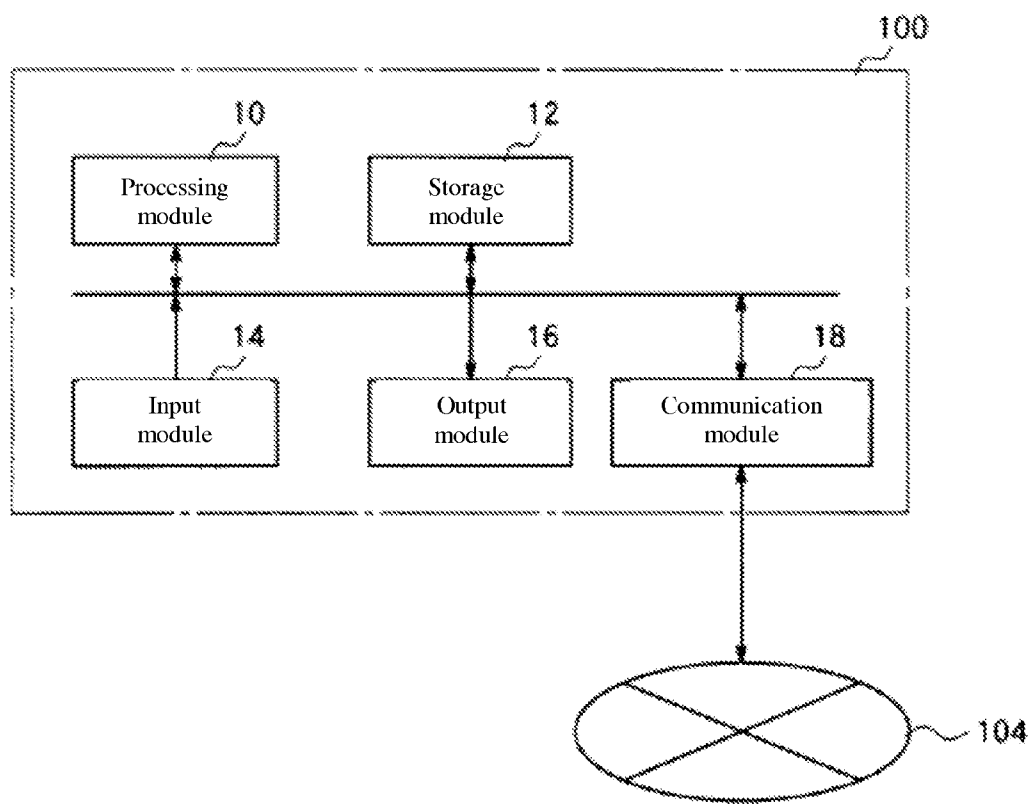 100
10
12
Processing
module
Storage
module
14
16
18
Input
module
Output
module
Communication
module
104